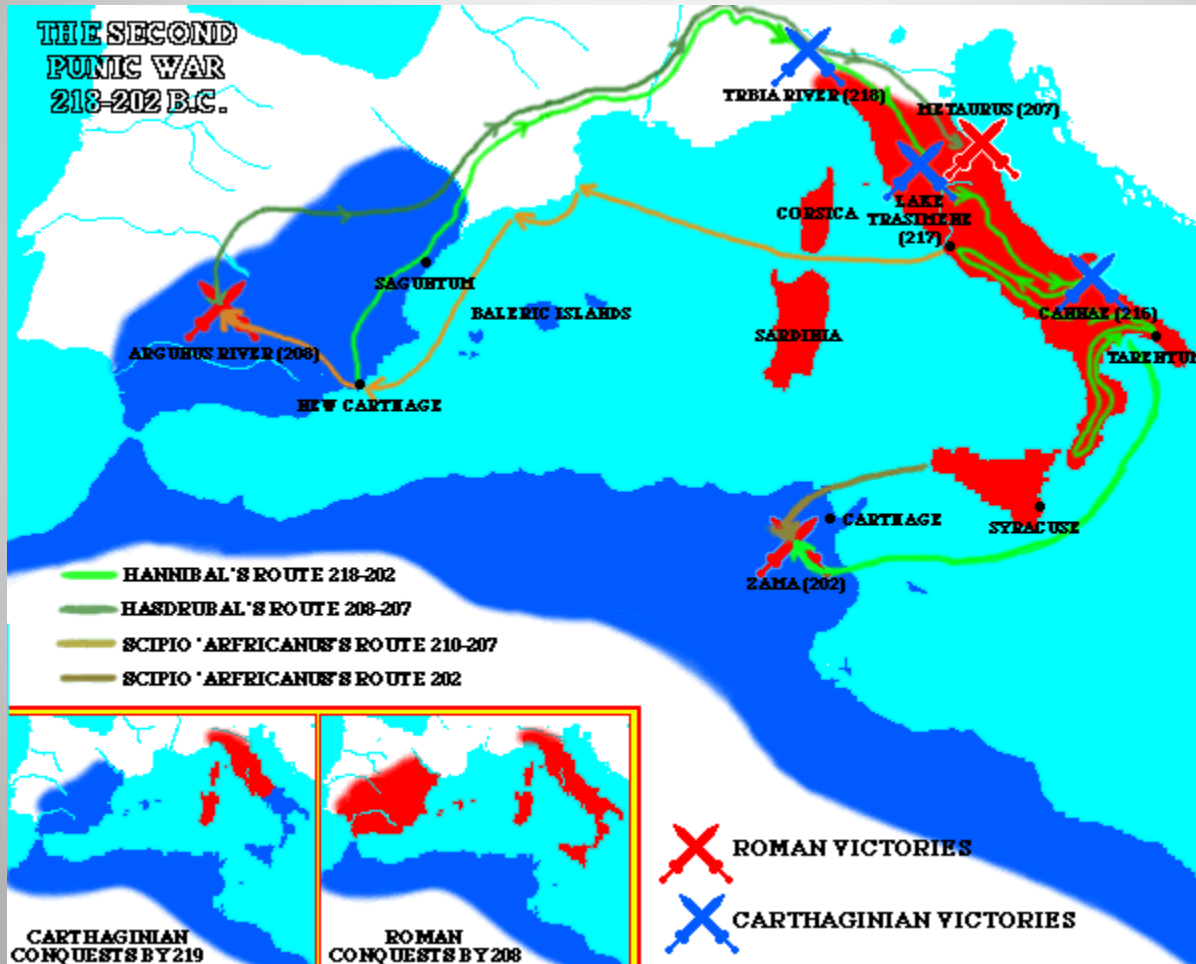 THE SECOND
PUNIC WAR
218-202 B.C.
TRBIA RIVER (218)
METAURUS (207)
LAKE
TRASIMENE
(217)
CORSICA
SAGUNTUM
BALERIC ISLANDS
SARDINIA
CANNAE (216)
ARGUNUS RIVER (208)
TARENTUM
NEW CARTHAGE
CARTHAGE
SYRACUSE
ZAMA (202)
HANNIBAL'S ROUTE 218-202
HASDRUBAL'S ROUTE 208-207
SCIPIO 'ARFRICANUS'S ROUTE 210-207
SCIPIO 'ARFRICANUS'S ROUTE 202
ROMAN VICTORIES
CARTHAGINIAN VICTORIES
CARTHAGINIAN
CONQUESTS BY 219
ROMAN
CONQUESTS BY 208